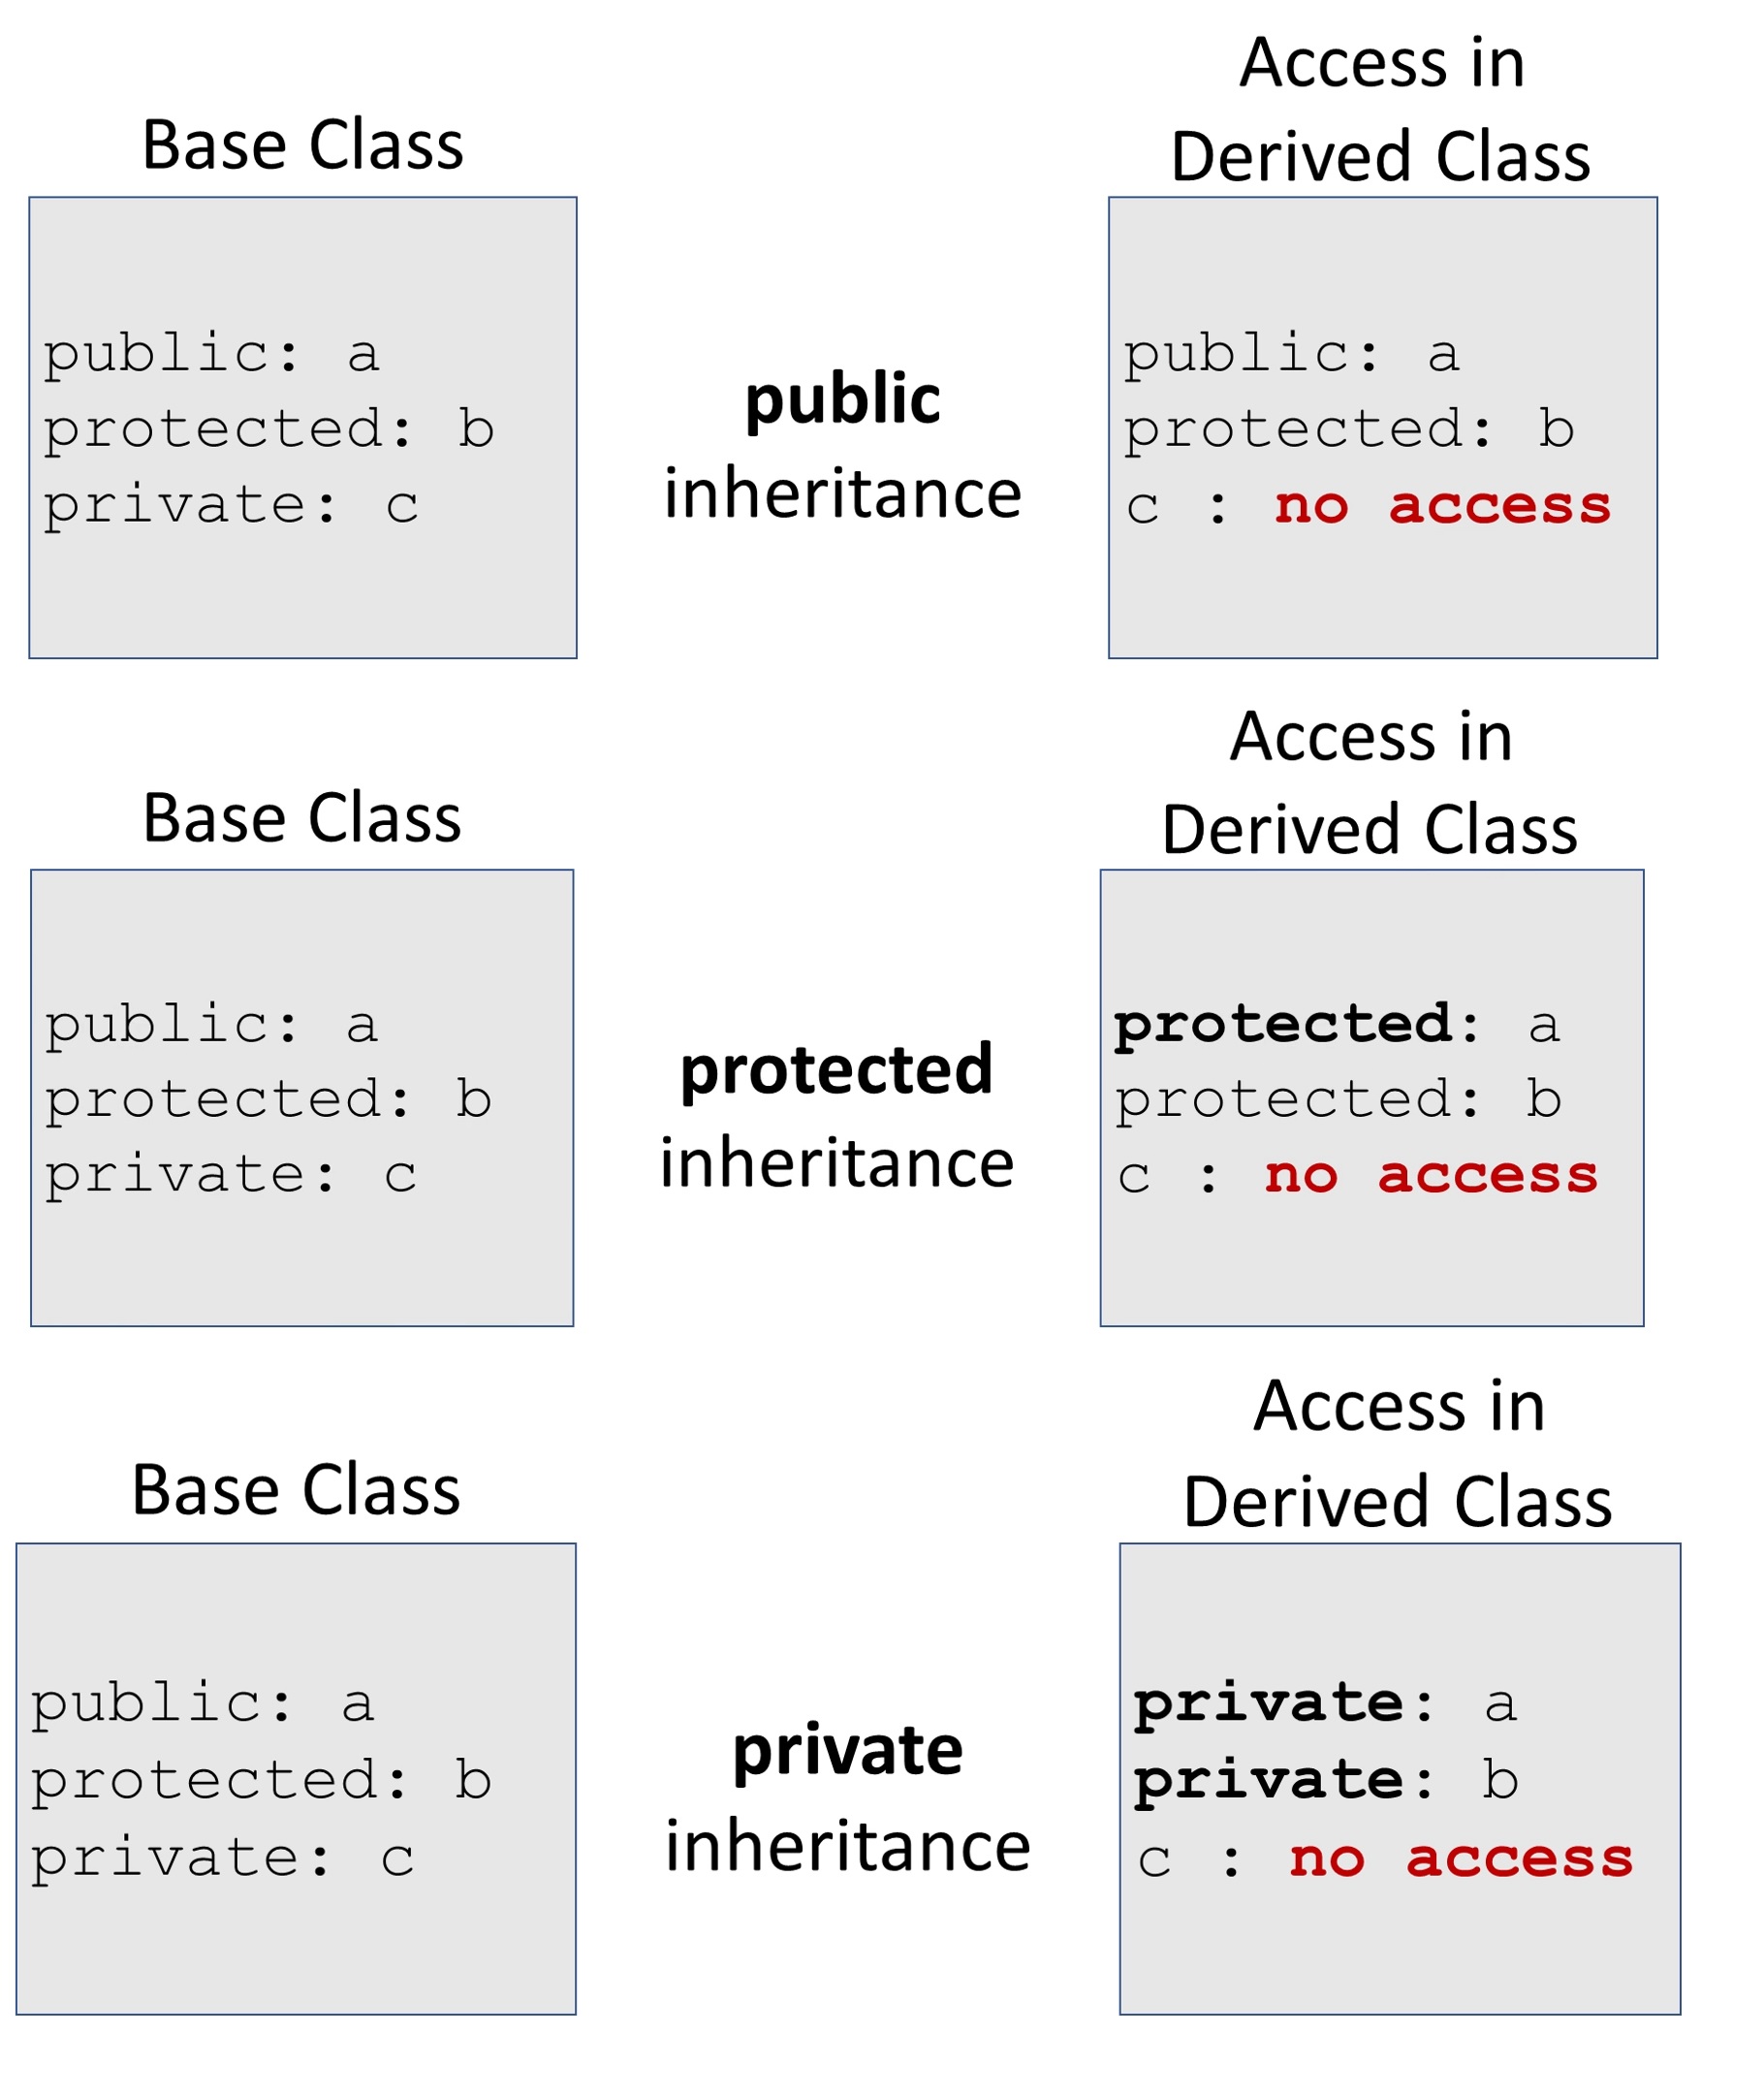 Base Class
Access in
Derived Class
public: a
protected: b
private: c
public
inheritance
public: a
protected: b
c : no access
Base Class
Access in
Derived Class
public: a
protected: b
private: c
protected
inheritance
protected: a
protected: b
c : no access
Base Class
Access in
Derived Class
public: a
protected: b
private: c
private
inheritance
private: a
private: b
c : no access